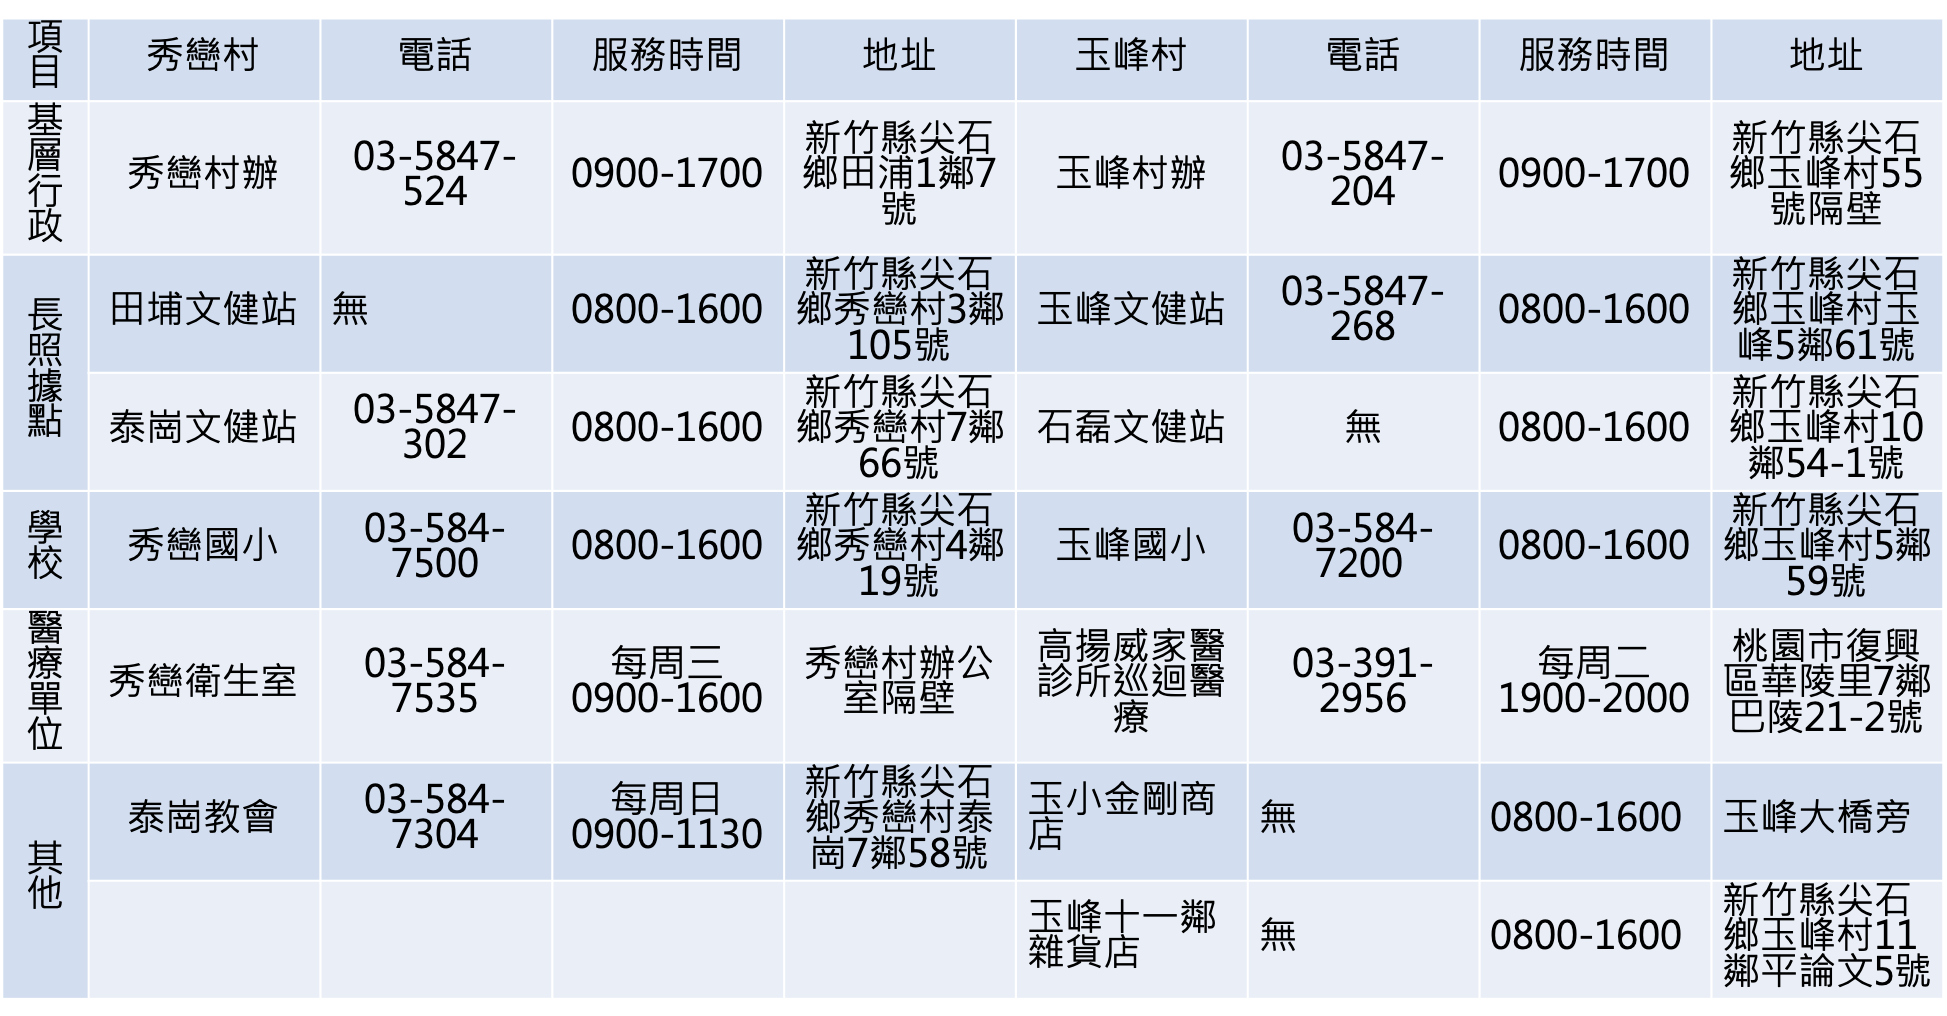 項
目
秀巒村
電話
服務時間
地址
玉峰村
電話
服務時間
地址
基
層
行
政
秀巒村辦
03-5847-
524
0900-1700
新竹縣尖石
鄉田浦1鄰7
號
玉峰村辦
03-5847-
204
0900-1700
新竹縣尖石
鄉玉峰村55
號隔壁
長
照
據
點
田埔文健站
無
0800-1600
新竹縣尖石
鄉秀巒村3鄰
105號
玉峰文健站
03-5847-
268
0800-1600
新竹縣尖石
鄉玉峰村玉
峰5鄰61號
泰崗文健站
03-5847-
302
0800-1600
新竹縣尖石
鄉秀巒村7鄰
66號
石磊文健站
無
0800-1600
新竹縣尖石
鄉玉峰村10
鄰54-1號
學
校
秀巒國小
03-584-
7500
0800-1600
新竹縣尖石
鄉秀巒村4鄰
19號
玉峰國小
03-584-
7200
0800-1600
新竹縣尖石
鄉玉峰村5鄰
59號
醫
療
單
位
秀巒衛生室
03-584-
7535
每周三
0900-1600
秀巒村辦公
室隔壁
高揚威家醫
診所巡迴醫
療
03-391-
2956
每周二
1900-2000
桃園市復興
區華陵里7鄰
巴陵21-2號
其
他
泰崗教會
03-584-
7304
每周日
0900-1130
新竹縣尖石
鄉秀巒村泰
崗7鄰58號
玉小金剛商
店
無
0800-1600
玉峰大橋旁
玉峰十一鄰
雜貨店
無
0800-1600
新竹縣尖石
鄉玉峰村11
鄰平論文5號